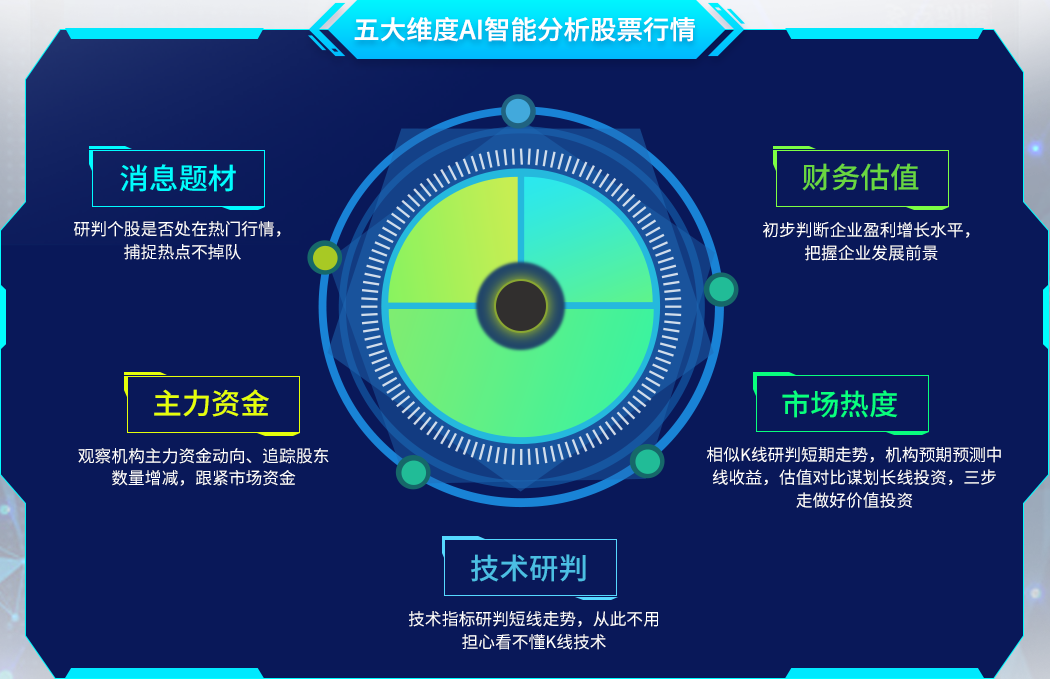 五大维度AI智能分析股票行情
消息题材
研判个股是否处在热门行情，
捕捉热点不掉队
财务估值
初步判断企业盈利增长水平，
把握企业发展前景
主力资金
观察机构主力资金动向、追踪股东
数量增减，跟紧市场资金
市场热度
相似K线研判短期走势，机构预期预测中
线收益，估值对比谋划长线投资，三步
走做好价值投资
技术研判
技术指标研判短线走势，从此不用
担心看不懂K线技术